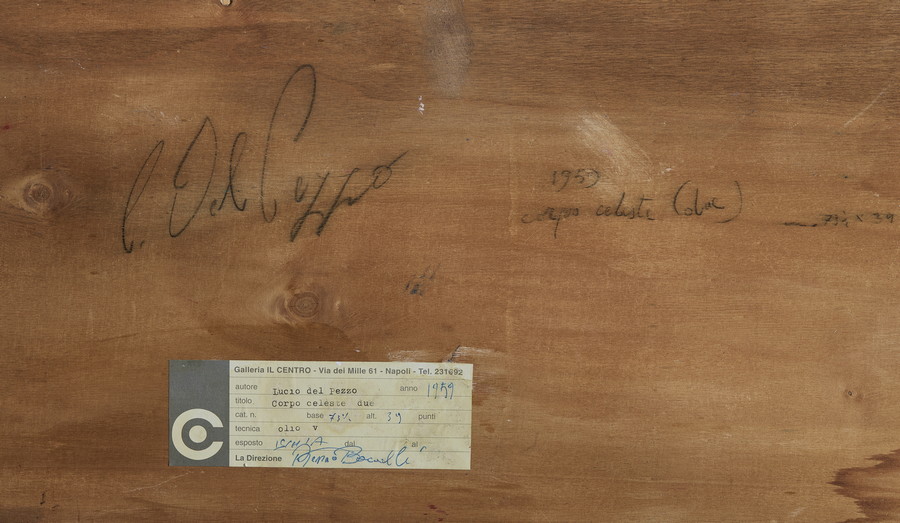 L. Del Pezzo
1959
corpo celeste (due)
Galleria IL CENTRO - Via dei Mille 61 - Napoli - Tel. 231692
autore Lucio del Pezzo anno 1959
titolo Corpo celeste due
cat. n. base 73½ alt. 39 punti
tecnica olio v
esposto dal al
La Direzione